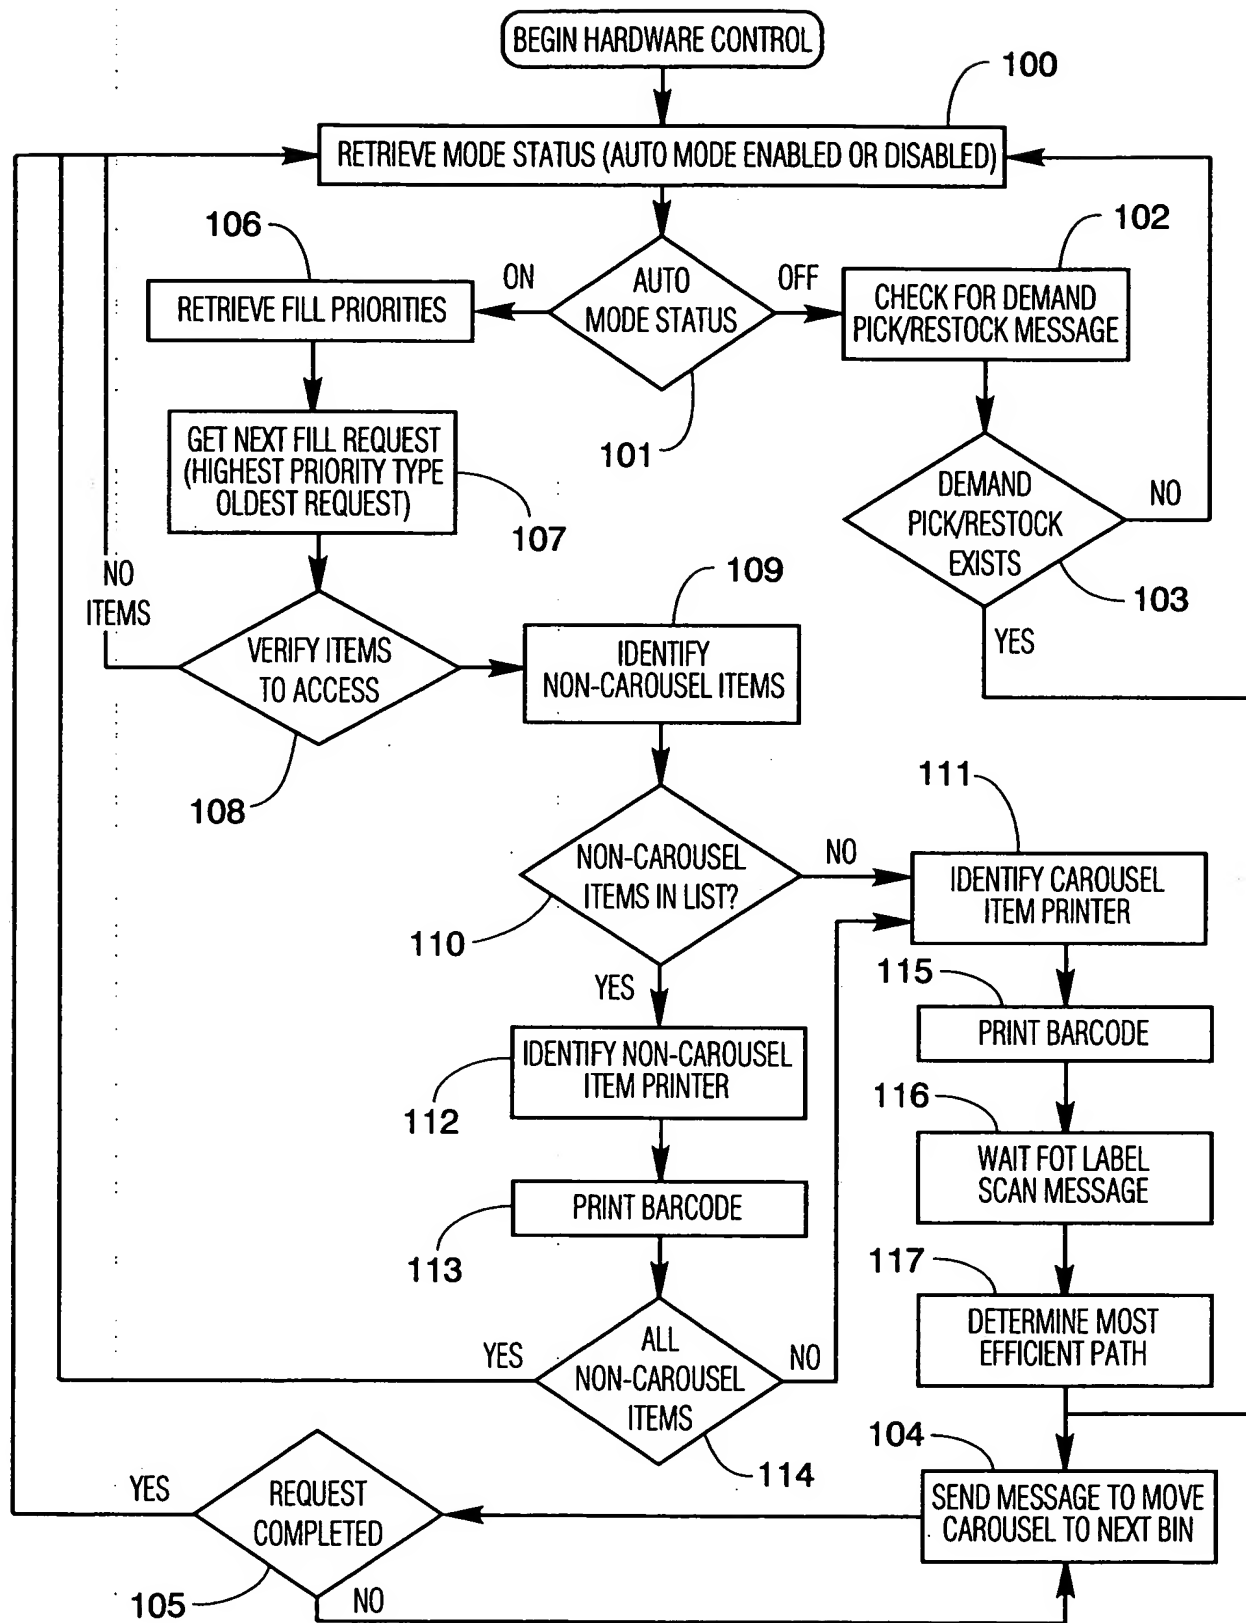 BEGIN HARDWARE CONTROL
100
RETRIEVE MODE STATUS (AUTO MODE ENABLED OR DISABLED)
106
102
ON
AUTO
MODE STATUS
OFF
RETRIEVE FILL PRIORITIES
CHECK FOR DEMAND
PICK/RESTOCK MESSAGE
101
GET NEXT FILL REQUEST
(HIGHEST PRIORITY TYPE
OLDEST REQUEST)
107
DEMAND
PICK/RESTOCK
EXISTS
NO
103
YES
NO
ITEMS
109
VERIFY ITEMS
TO ACCESS
IDENTIFY
NON-CAROUSEL ITEMS
108
111
NON-CAROUSEL
ITEMS IN LIST?
NO
110
IDENTIFY CAROUSEL
ITEM PRINTER
YES
115
PRINT BARCODE
IDENTIFY NON-CAROUSEL
ITEM PRINTER
112
116
WAIT FOT LABEL
SCAN MESSAGE
PRINT BARCODE
113
117
DETERMINE MOST
EFFICIENT PATH
YES
ALL
NON-CAROUSEL
ITEMS
NO
114
104
SEND MESSAGE TO MOVE
CAROUSEL TO NEXT BIN
YES
REQUEST
COMPLETED
105
NO